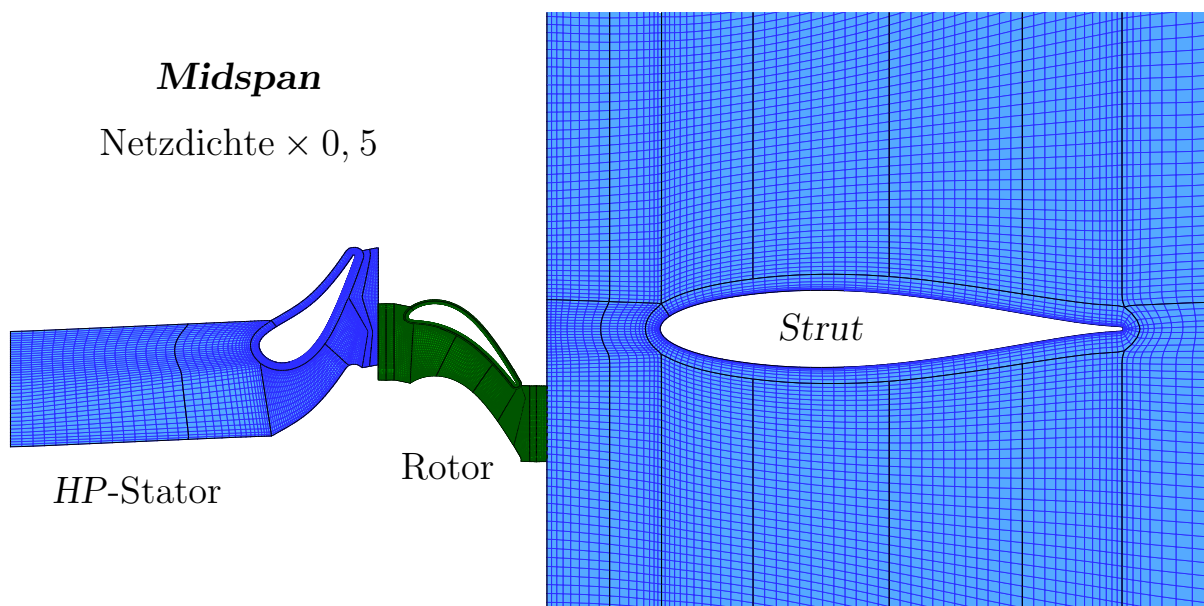 Midspan
Netzdichte × 0, 5
Strut
Rotor
HP-Stator